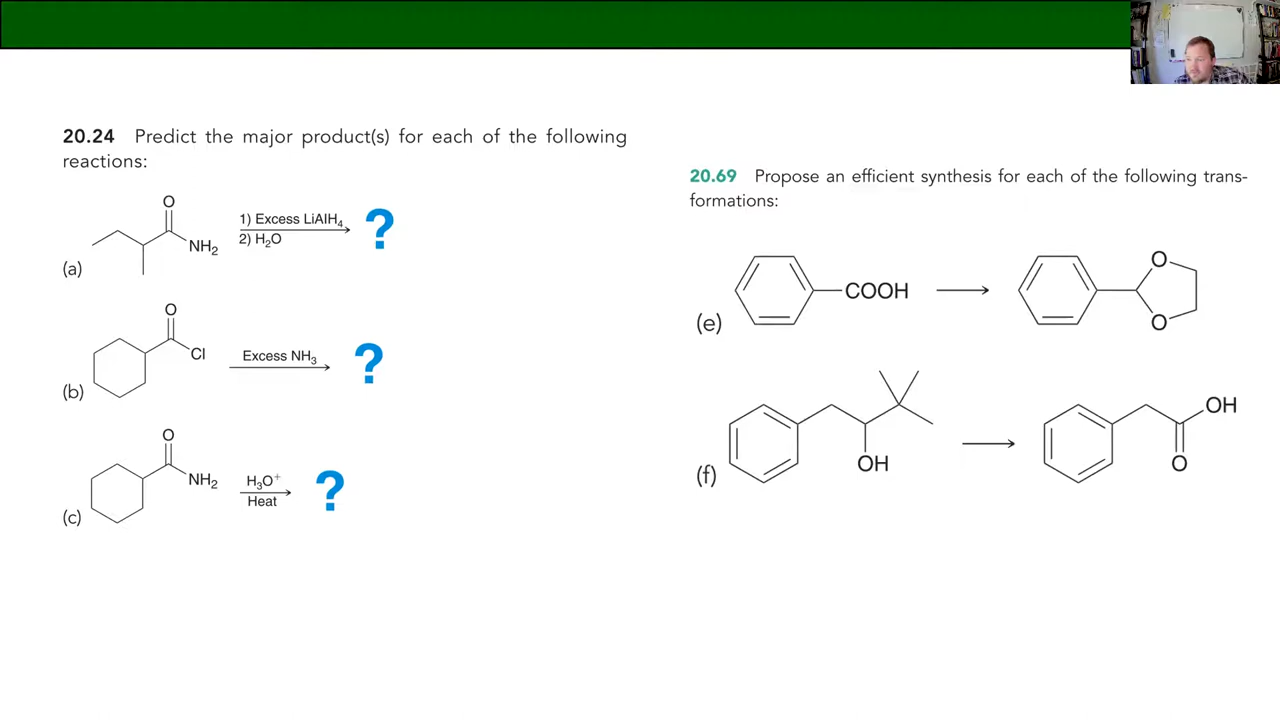 20.24 Predict the major product(s) for each of the following
reactions:
O
NH2
1) Excess LiAlH4
2) H2O
?
(a)
O
Cl
Excess NH3
?
(b)
O
NH2
H3O+
Heat
?
(c)
20.69 Propose an efficient synthesis for each of the following trans-
formations:
COOH
O
O
(e)
OH
OH
O
(f)